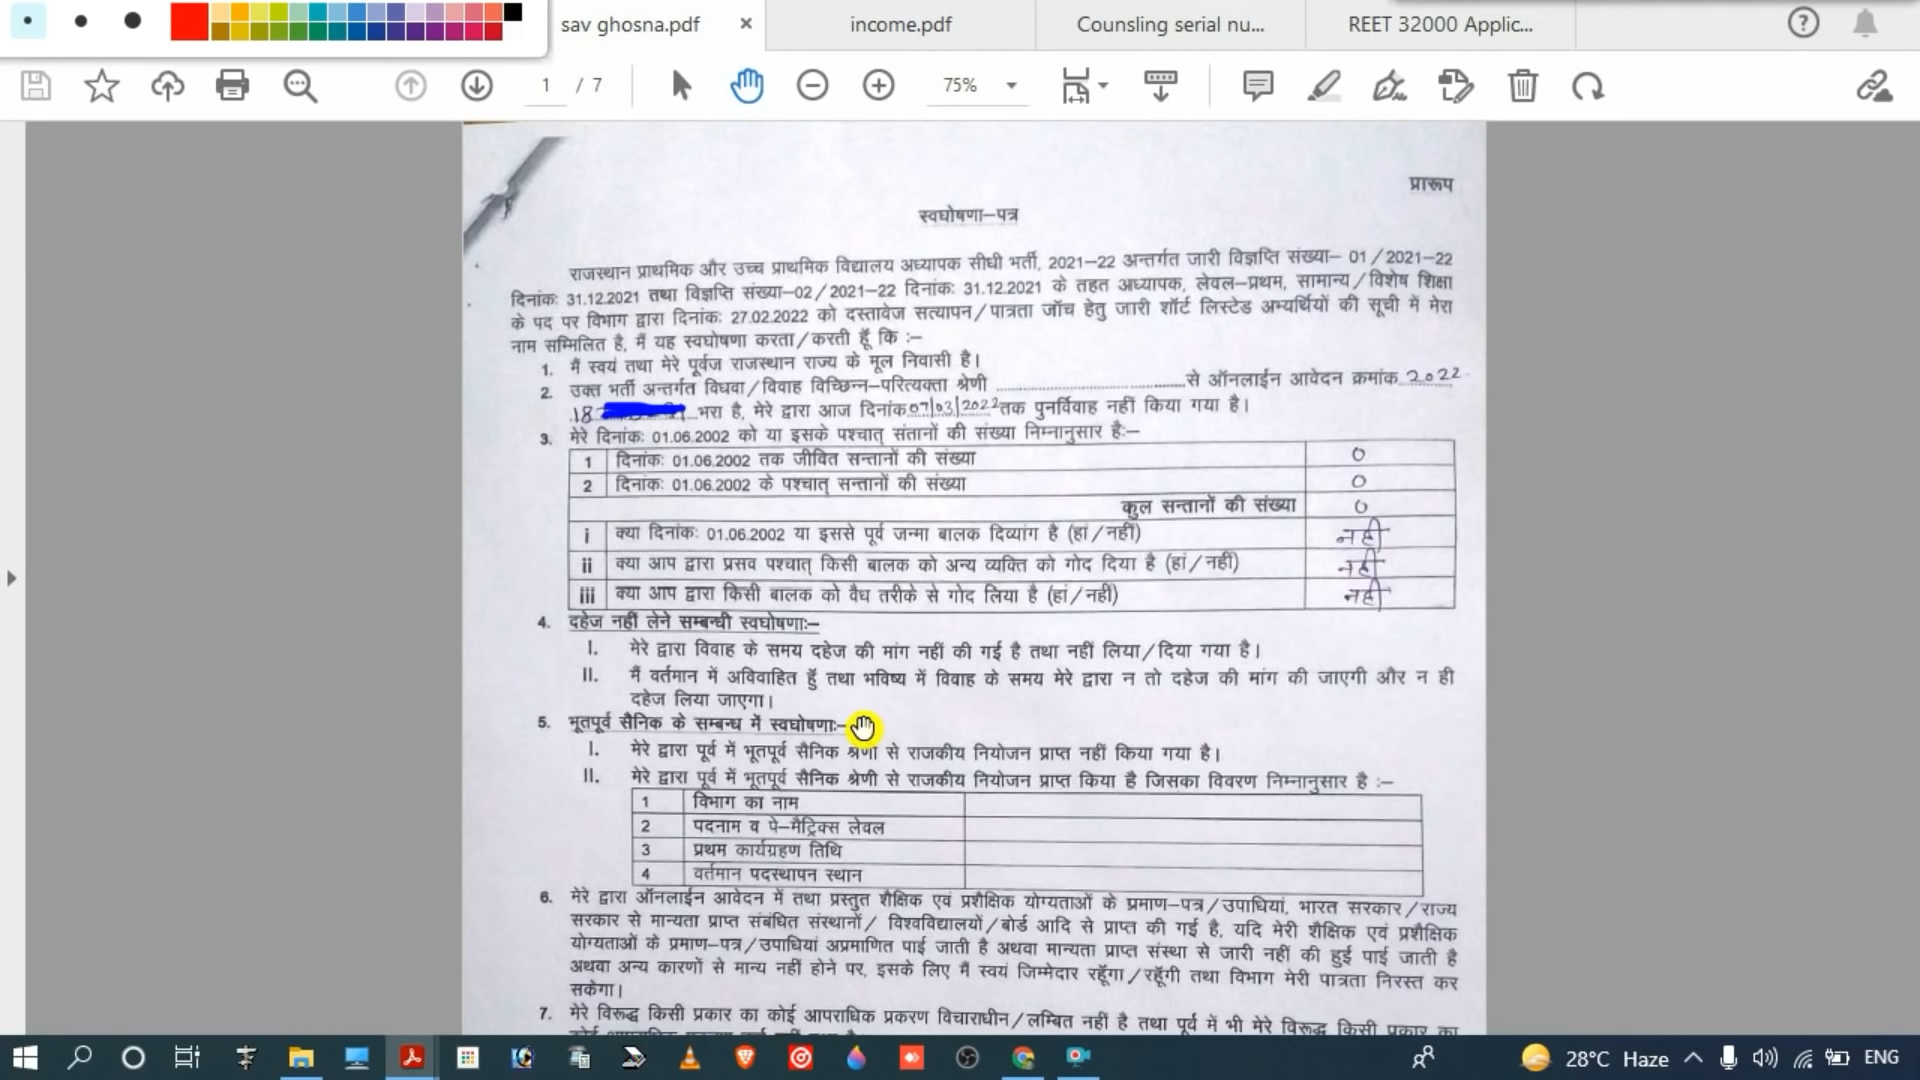 sav ghosna.pdf
income.pdf
Counsling serial nu...
REET 32000 Applic...
1 / 7
75%
प्रारूप
स्वघोषणा–पत्र
राजस्थान प्राथमिक और उच्च प्राथमिक विद्यालय अध्यापक सीधी भर्ती, 2021–22 अन्तर्गत जारी विज्ञप्ति संख्या– 01/2021–22
दिनांकः 31.12.2021 तथा विज्ञप्ति संख्या–02/2021–22 दिनांकः 31.12.2021 के तहत अध्यापक, लेवल–प्रथम, सामान्य/विशेष शिक्षा
के पद पर विभाग द्वारा दिनांकः 27.02.2022 को दस्तावेज सत्यापन/पात्रता जॉच हेतु जारी शॉर्ट लिस्टेड अभ्यर्थियों की सूची में मेरा
नाम सम्मिलित है, मैं यह स्वघोषणा करता/करती हूँ कि :–
1. मैं स्वयं तथा मेरे पूर्वज राजस्थान राज्य के मूल निवासी है।
2. उक्त भर्ती अन्तर्गत विधवा/विवाह विच्छिन्न–परित्यक्ता श्रेणी ........................ से ऑनलाईन आवेदन क्रमांक 2022
18 भरा है, मेरे द्वारा आज दिनांक 07/03/2022 तक पुनर्विवाह नहीं किया गया है।
3. मेरे दिनांकः 01.06.2002 को या इसके पश्चात् संतानों की संख्या निम्नानुसार हैः–
1 दिनांकः 01.06.2002 तक जीवित सन्तानों की संख्या 0
2 दिनांकः 01.06.2002 के पश्चात् सन्तानों की संख्या 0
कुल सन्तानों की संख्या 0
i क्या दिनांकः 01.06.2002 या इससे पूर्व जन्मा बालक दिव्यांग है (हां/नहीं) नही
ii क्या आप द्वारा प्रसव पश्चात् किसी बालक को अन्य व्यक्ति को गोद दिया है (हां/नहीं) नही
iii क्या आप द्वारा किसी बालक को वैध तरीके से गोद लिया है (हां/नहीं) नही
4. दहेज नहीं लेने सम्बन्धी स्वघोषणाः–
I. मेरे द्वारा विवाह के समय दहेज की मांग नहीं की गई है तथा नहीं लिया/दिया गया है।
II. मैं वर्तमान में अविवाहित हूँ तथा भविष्य में विवाह के समय मेरे द्वारा न तो दहेज की मांग की जाएगी और न ही
दहेज लिया जाएगा।
5. भूतपूर्व सैनिक के सम्बन्ध में स्वघोषणाः–
I. मेरे द्वारा पूर्व में भूतपूर्व सैनिक श्रेणी से राजकीय नियोजन प्राप्त नहीं किया गया है।
II. मेरे द्वारा पूर्व में भूतपूर्व सैनिक श्रेणी से राजकीय नियोजन प्राप्त किया है जिसका विवरण निम्नानुसार है :–
1 विभाग का नाम
2 पदनाम व पे–मैट्रिक्स लेवल
3 प्रथम कार्यग्रहण तिथि
4 वर्तमान पदस्थापन स्थान
6. मेरे द्वारा ऑनलाईन आवेदन में तथा प्रस्तुत शैक्षिक एवं प्रशैक्षिक योग्यताओं के प्रमाण–पत्र/उपाधियां, भारत सरकार/राज्य
सरकार से मान्यता प्राप्त संबंधित संस्थानों/ विश्वविद्यालयों/बोर्ड आदि से प्राप्त की गई है, यदि मेरी शैक्षिक एवं प्रशैक्षिक
योग्यताओं के प्रमाण–पत्र/उपाधियां अप्रमाणित पाई जाती है अथवा मान्यता प्राप्त संस्था से जारी नहीं की हुई पाई जाती है
अथवा अन्य कारणों से मान्य नहीं होने पर, इसके लिए मैं स्वयं जिम्मेदार रहूँगा/रहूँगी तथा विभाग मेरी पात्रता निरस्त कर
सकेगा।
7. मेरे विरूद्ध किसी प्रकार का कोई आपराधिक प्रकरण विचाराधीन/लम्बित नहीं है तथा पूर्व में भी मेरे विरूद्ध किसी प्रकार का
28°C Haze
ENG